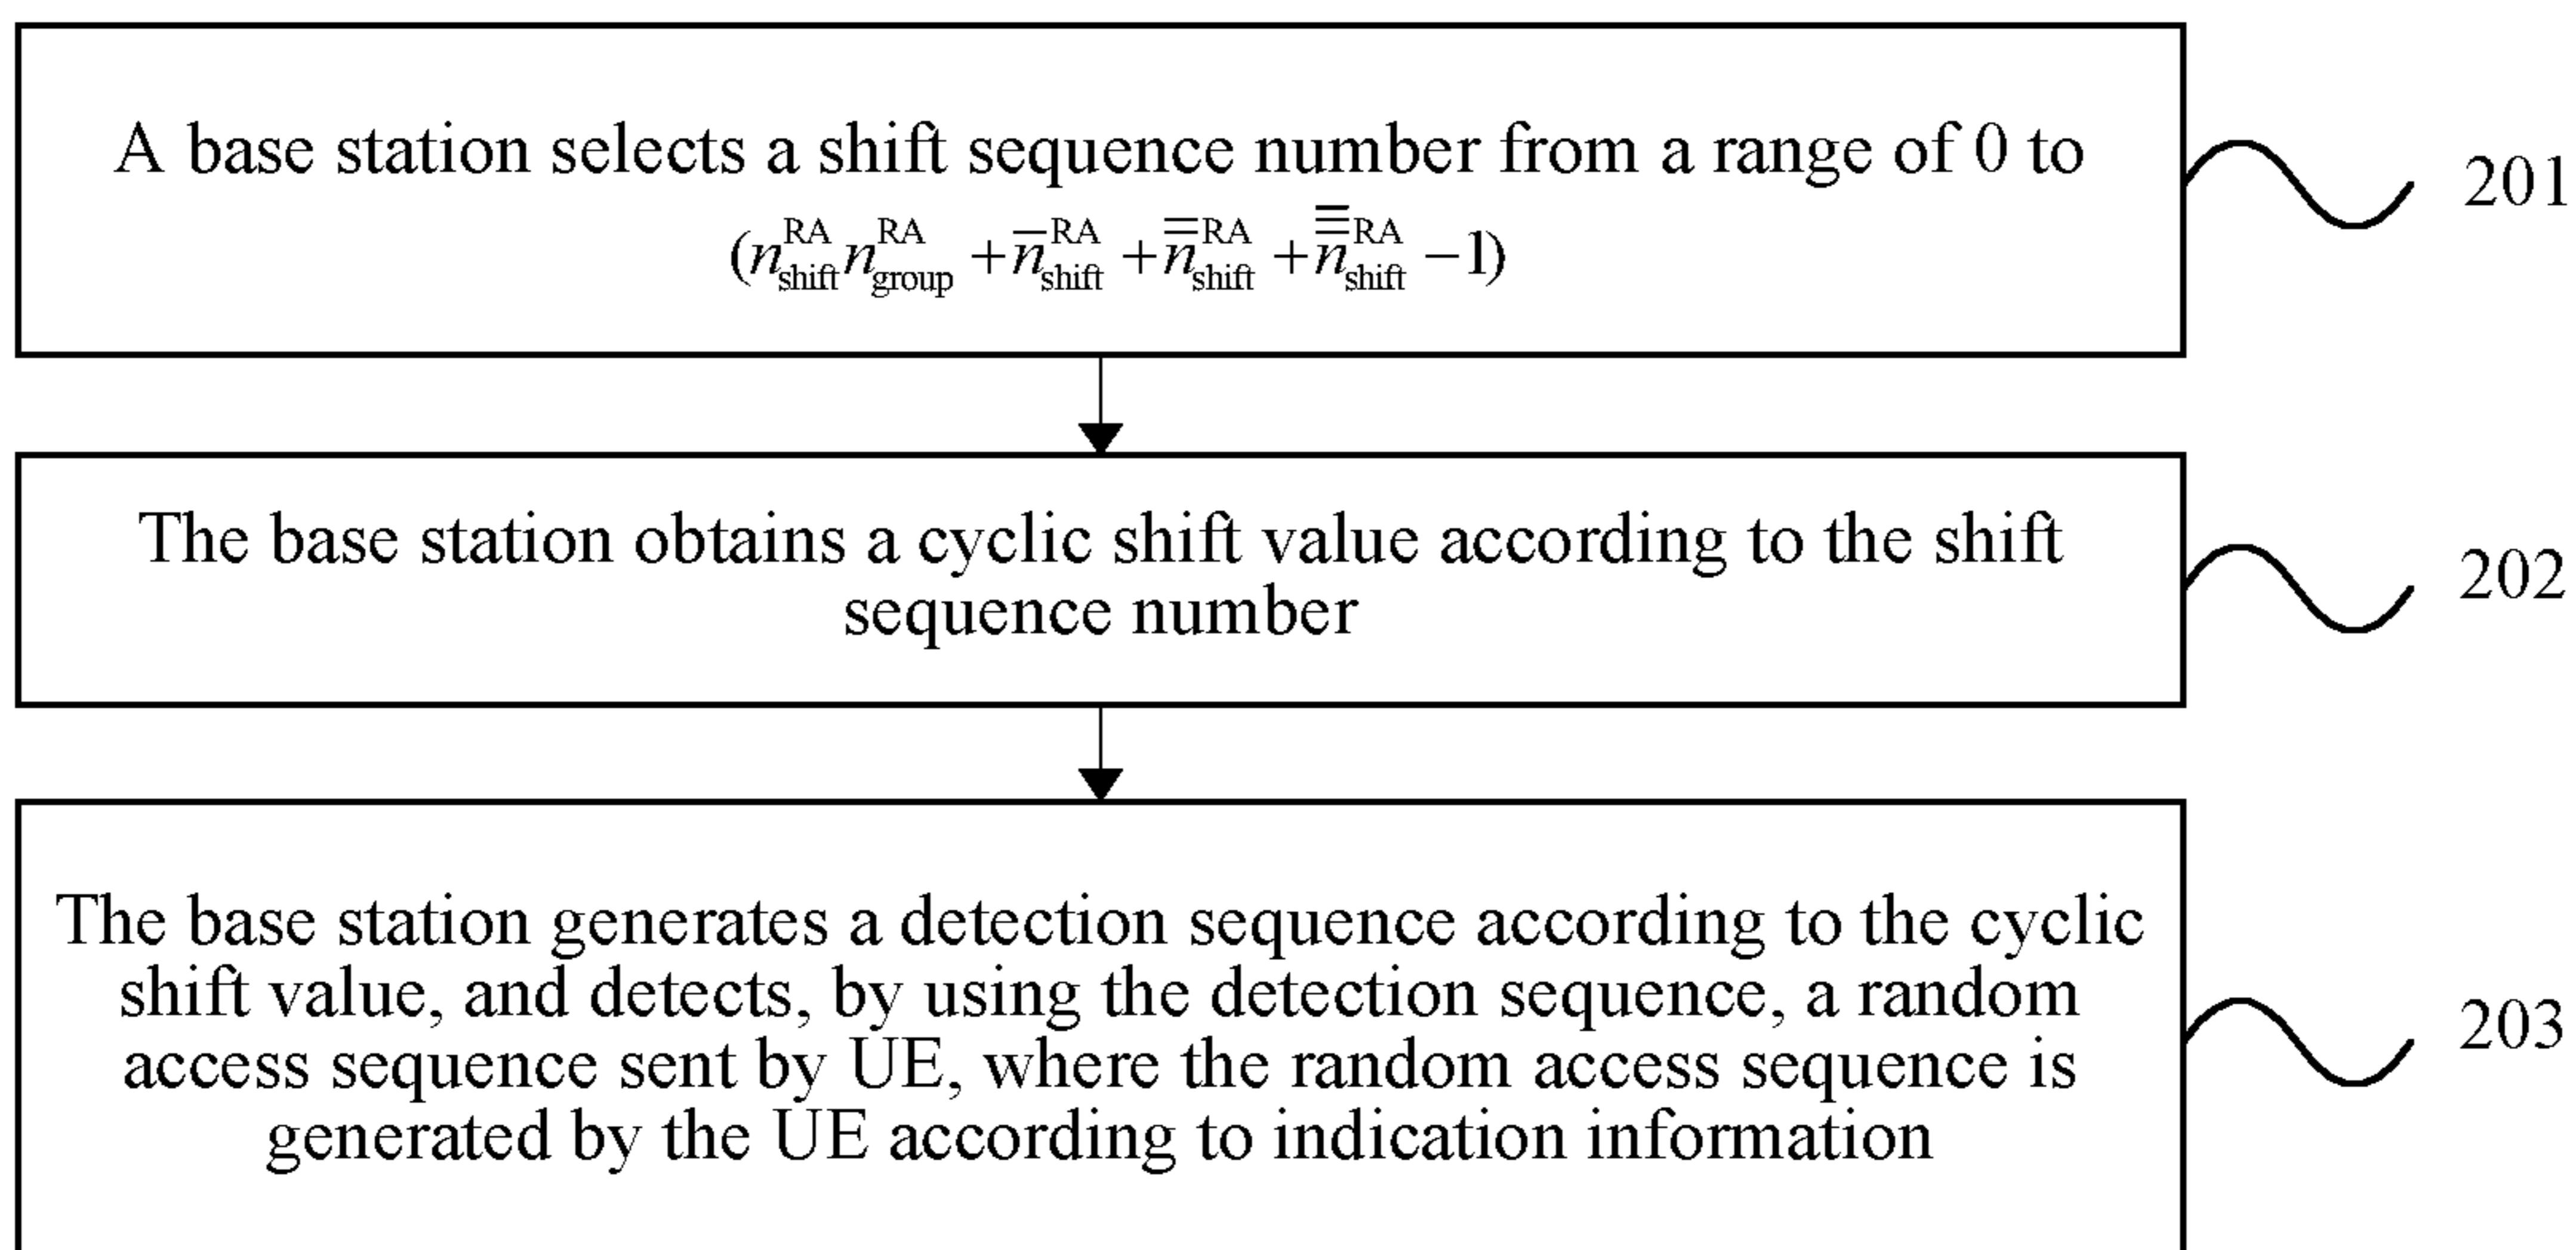 A base station selects a shift sequence number from a range of 0 to
(n_shift^RA n_group^RA + n̄_shift^RA + n̿_shift^RA + n̿̄_shift^RA − 1)
201
The base station obtains a cyclic shift value according to the shift
sequence number
202
The base station generates a detection sequence according to the cyclic
shift value, and detects, by using the detection sequence, a random
access sequence sent by UE, where the random access sequence is
generated by the UE according to indication information
203